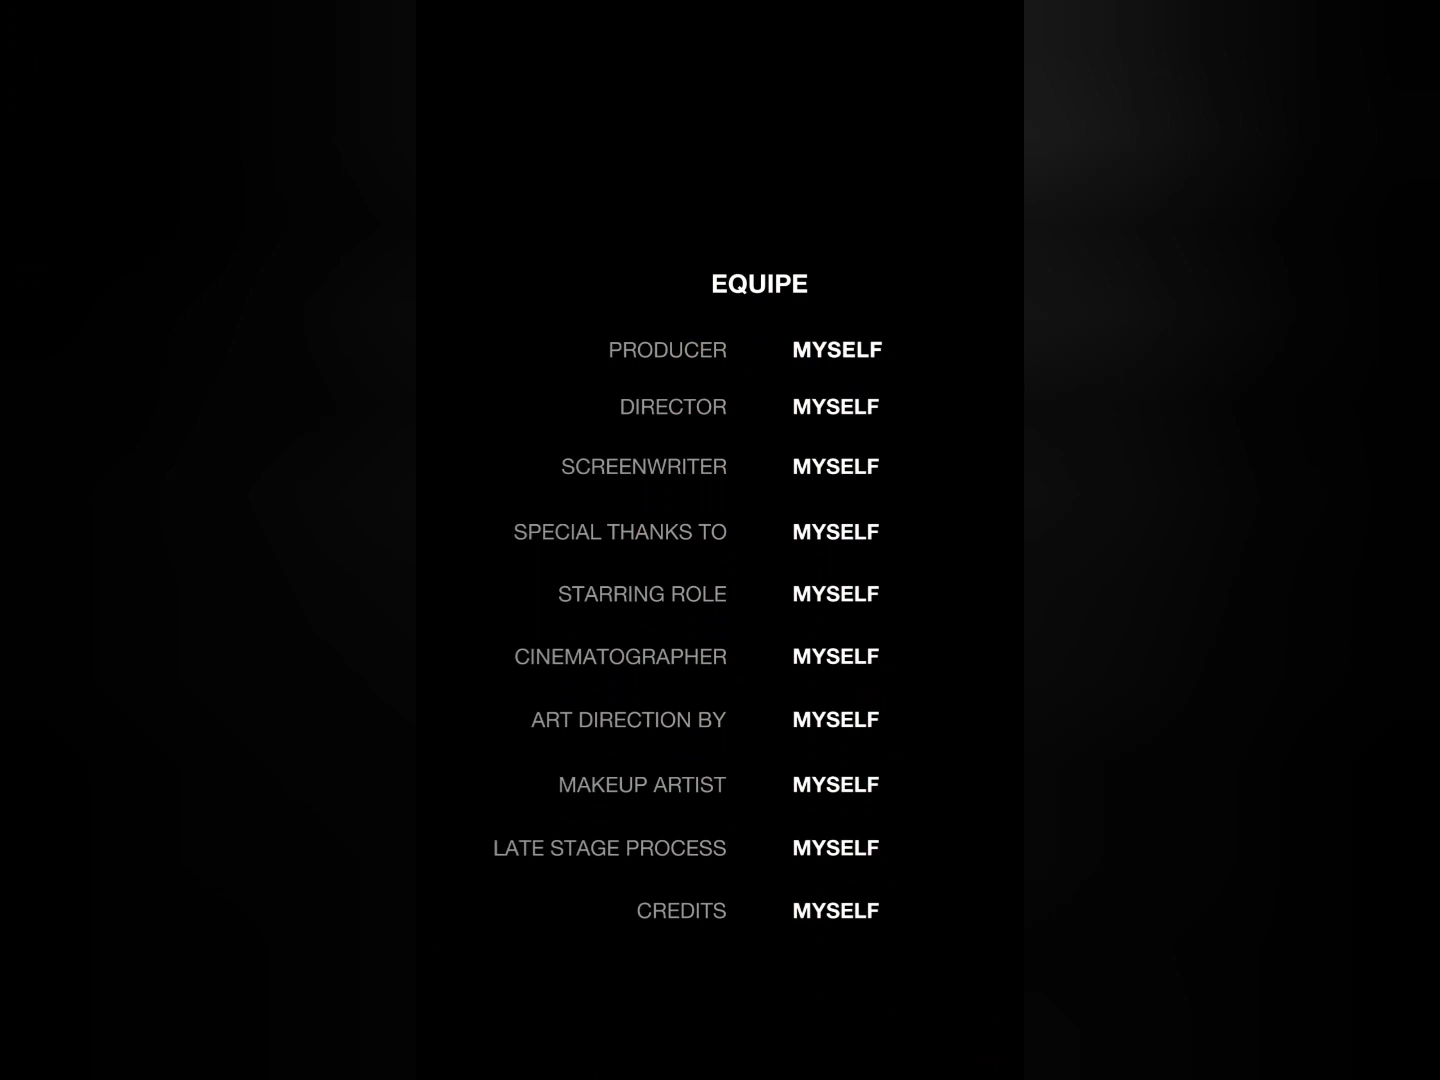 EQUIPE
PRODUCER MYSELF
DIRECTOR MYSELF
SCREENWRITER MYSELF
SPECIAL THANKS TO MYSELF
STARRING ROLE MYSELF
CINEMATOGRAPHER MYSELF
ART DIRECTION BY MYSELF
MAKEUP ARTIST MYSELF
LATE STAGE PROCESS MYSELF
CREDITS MYSELF